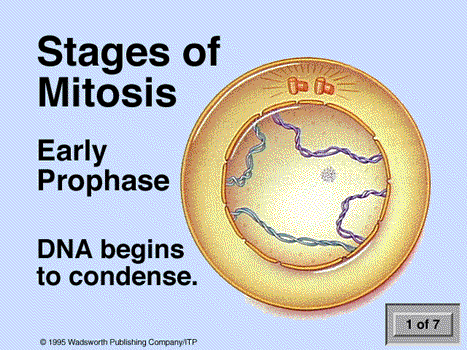 Stages of
Mitosis
Early
Prophase
DNA begins
to condense.
1 of 7
© 1995 Wadsworth Publishing Company/ITP